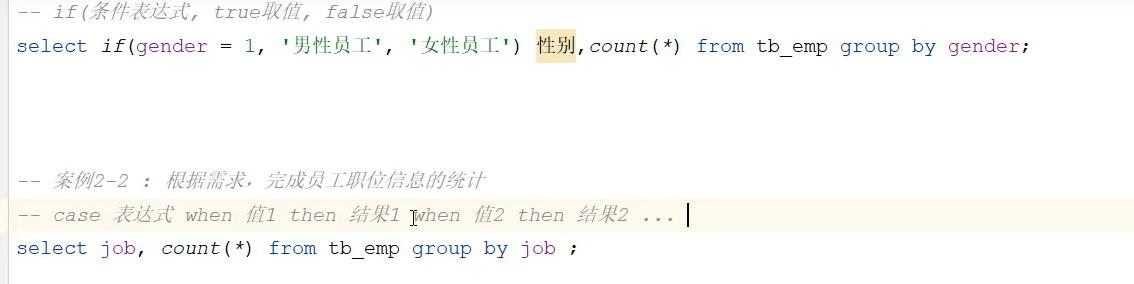 -- if(条件表达式, true取值, false取值)
select if(gender = 1, '男性员工', '女性员工') 性别,count(*) from tb_emp group by gender;
-- 案例2-2 : 根据需求，完成员工职位信息的统计
-- case 表达式 when 值1 then 结果1 when 值2 then 结果2 ...
select job, count(*) from tb_emp group by job ;